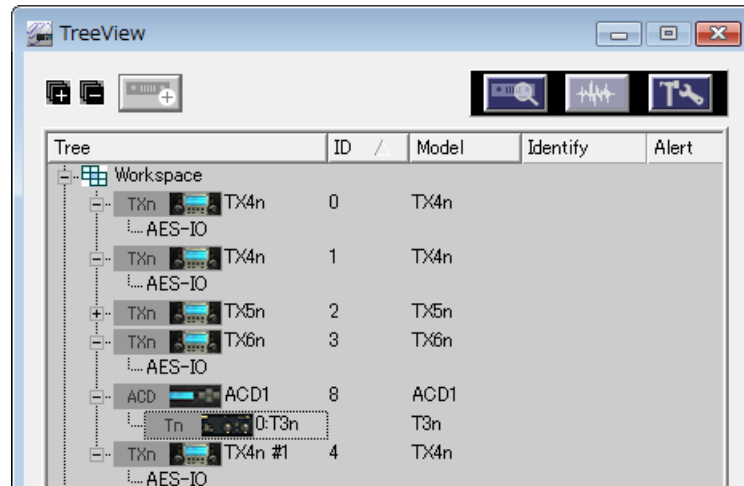 TreeView
Tree ID Model Identify Alert
Workspace
TXn TX4n 0 TX4n
AES-IO
TXn TX4n 1 TX4n
AES-IO
TXn TX5n 2 TX5n
TXn TX6n 3 TX6n
AES-IO
ACD ACD1 8 ACD1
Tn 0:T3n T3n
TXn TX4n #1 4 TX4n
AES-IO